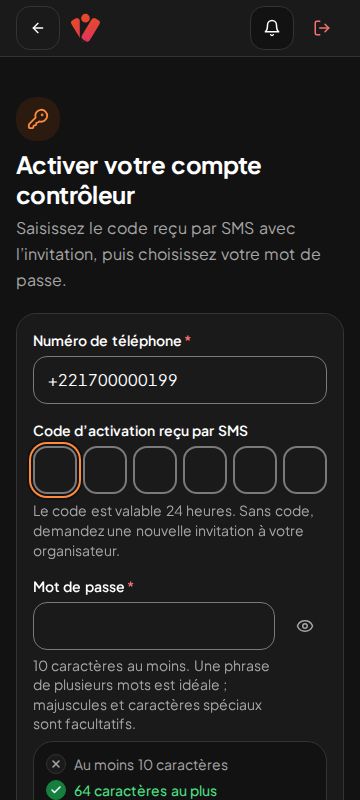 Activer votre compte
contrôleur
Saisissez le code reçu par SMS avec
l'invitation, puis choisissez votre mot de
passe.
Numéro de téléphone *
+221700000199
Code d'activation reçu par SMS
Le code est valable 24 heures. Sans code,
demandez une nouvelle invitation à votre
organisateur.
Mot de passe *
10 caractères au moins. Une phrase
de plusieurs mots est idéale ;
majuscules et caractères spéciaux
sont facultatifs.
Au moins 10 caractères
64 caractères au plus